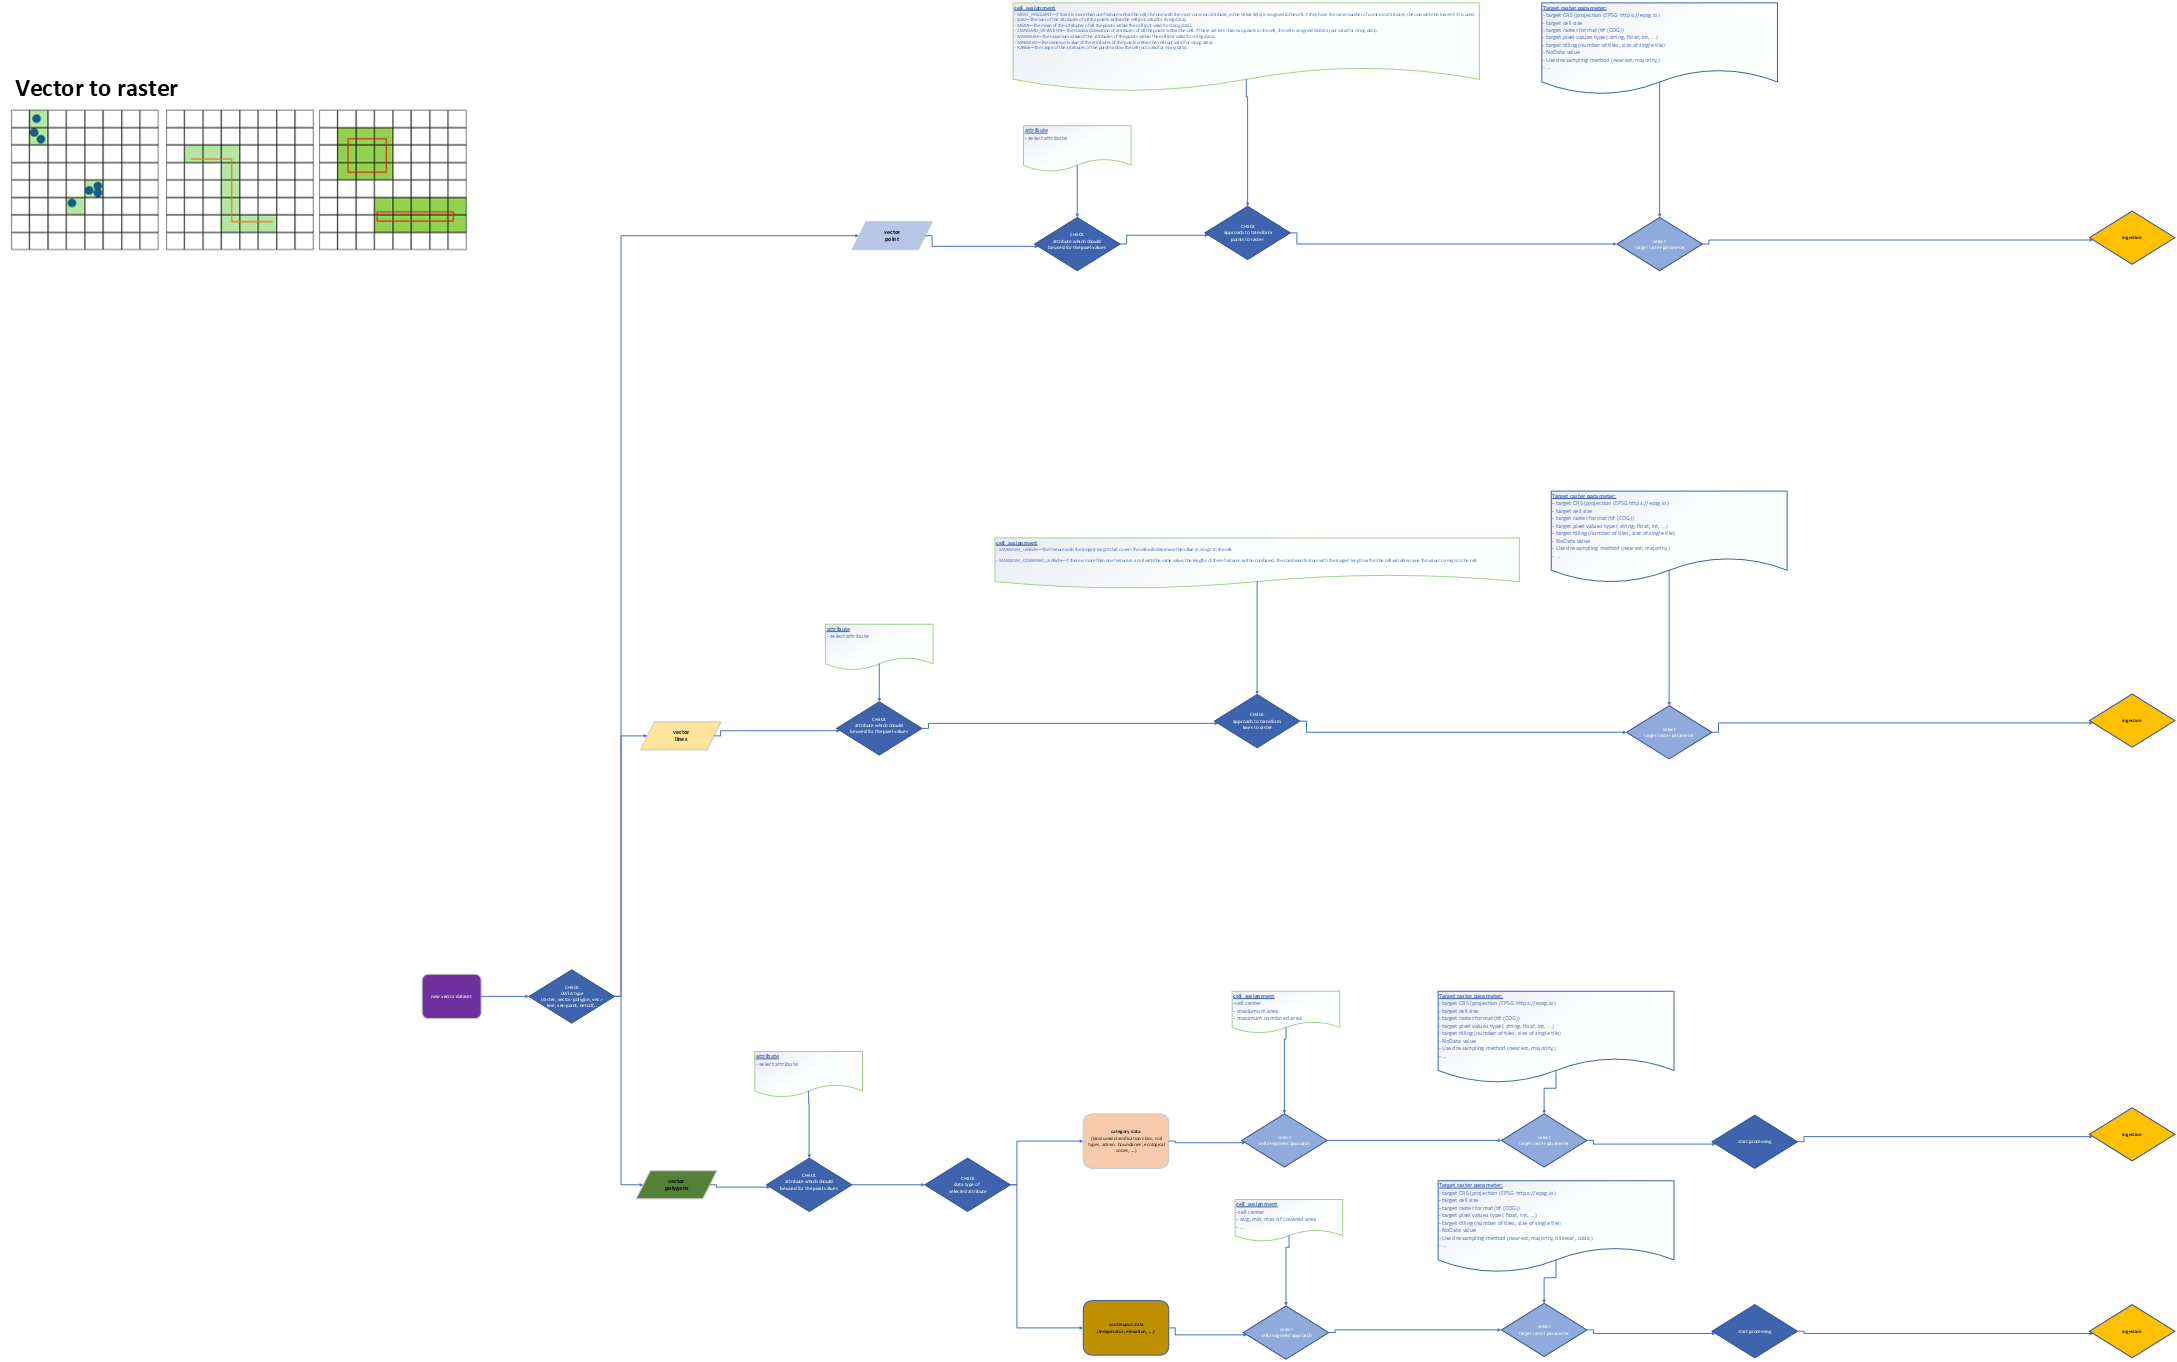 Vector to raster
cell_assignment
- MOST_FREQUENT—If there is more than one feature within the cell, the one with the most common attribute, in the value field, is assigned to the cell. If they have the same number of common attributes, the one with the lowest FID is used.
- SUM—The sum of the attributes of all the points within the cell (not valid for string data).
- MEAN—The mean of the attributes of all the points within the cell (not valid for string data).
- STANDARD_DEVIATION—The standard deviation of attributes of all the points within the cell. If there are less than two points in the cell, the cell is assigned NoData (not valid for string data).
- MAXIMUM—The maximum value of the attributes of the points within the cell (not valid for string data).
- MINIMUM—The minimum value of the attributes of the points within the cell (not valid for string data).
- RANGE—The range of the attributes of the points within the cell (not valid for string data).
Target raster parameter:
- target CRS (projection (EPSG https://epsg.io)
- target cell size
- target raster format (tif (COG))
- target pixel values type ( string, float, int, ...)
- target tilling (number of tiles, size of single tile)
- NoData value
- Used resampling method (nearest, majority,)
- ...
attribute
- select attribute
vector
point
CHECK
attribute which should
be used for the pixel values
CHECK
approach to transform
points to raster
select
target raster parameter
ingestion
Target raster parameter:
- target CRS (projection (EPSG https://epsg.io)
- target cell size
- target raster format (tif (COG))
- target pixel values type ( string, float, int, ...)
- target tilling (number of tiles, size of single tile)
- NoData value
- Used resampling method (nearest, majority,)
- ...
cell_assignment
- MAXIMUM_LENGTH—The feature with the longest length that covers the cell will determine the value to assign to the cell.
- MAXIMUM_COMBINED_LENGTH—If there is more than one feature in a cell with the same value, the lengths of these features will be combined. The combined feature with the longest length within the cell will determine the value to assign to the cell.
attribute
- select attribute
vector
lines
CHECK
attribute which should
be used for the pixel values
CHECK
approach to transform
lines to raster
select
target raster parameter
ingestion
new vector dataset
CHECK
DATA type
(raster, vector-polygon, vec-
line, vec-point, netcdf, 
cell_assignment
-cell center
- maxiumum area
- maximum combined area
Target raster parameter:
- target CRS (projection (EPSG https://epsg.io)
- target cell size
- target raster format (tif (COG))
- target pixel values type ( string, float, int, ...)
- target tilling (number of tiles, size of single tile)
- NoData value
- Used resampling method (nearest, majority,)
- ...
attribute
- select attribute
category data
(land used classification class, soil
types, admin. boundaries, ecological
zones, ...)
select
cell assignment approach
select
target raster parameter
start processing
ingestion
vector
polygons
CHECK
attribute which should
be used for the pixel values
CHECK
data type of
selected attribute
cell_assignment
-cell center
- avg, min, max of covered area
- ...
Target raster parameter:
- target CRS (projection (EPSG https://epsg.io)
- target cell size
- target raster format (tif (COG))
- target pixel values type ( float, int, ...)
- target tilling (number of tiles, size of single tile)
- NoData value
- Used resampling method (nearest, majority, bilinear, cubic)
- ...
continuous data
(temperatur, elevation, ...)
select
cell assignment approach
select
target raster parameter
start processing
ingestion